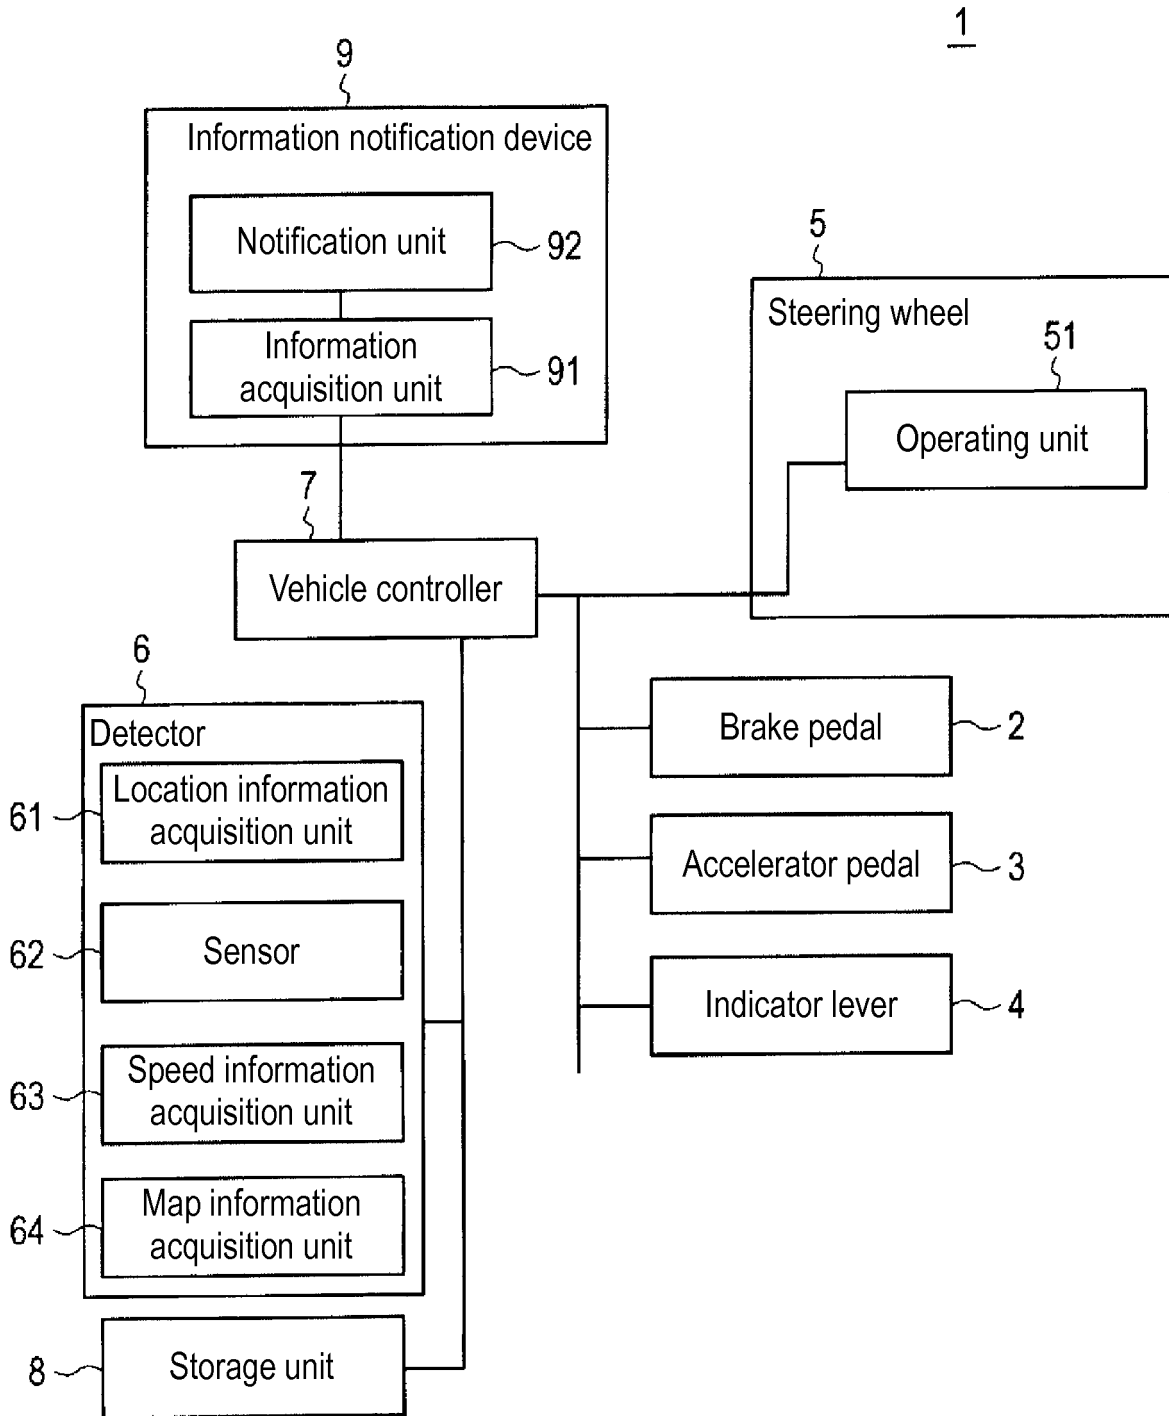 1
9
Information notification device
Notification unit
92
Information
acquisition unit
91
5
Steering wheel
51
Operating unit
7
Vehicle controller
6
Detector
Location information
acquisition unit
61
Sensor
62
Speed information
acquisition unit
63
Map information
acquisition unit
64
Brake pedal
2
Accelerator pedal
3
Indicator lever
4
Storage unit
8